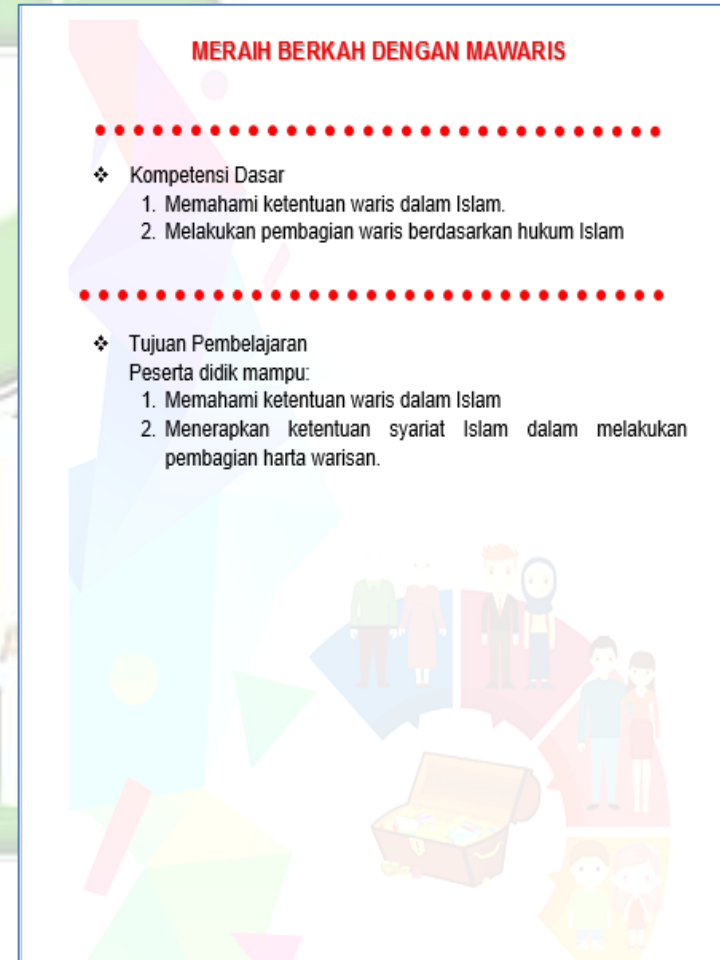 MERAIH BERKAH DENGAN MAWARIS
❖ Kompetensi Dasar
1. Memahami ketentuan waris dalam Islam.
2. Melakukan pembagian waris berdasarkan hukum Islam
❖ Tujuan Pembelajaran
Peserta didik mampu:
1. Memahami ketentuan waris dalam Islam
2. Menerapkan ketentuan syariat Islam dalam melakukan
pembagian harta warisan.